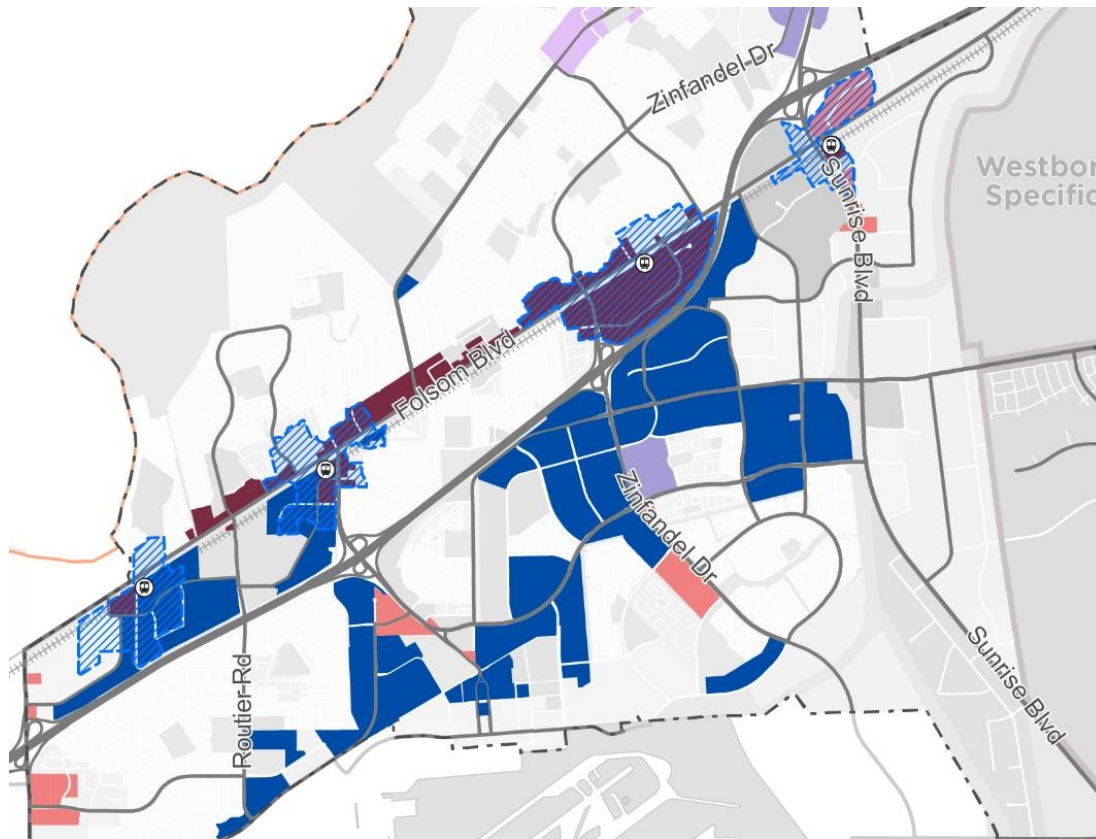 Zinfandel Dr
Westbor
Specific
Sunrise Blvd
Folsom Blvd
Zinfandel Dr
Routier Rd
Sunrise Blvd